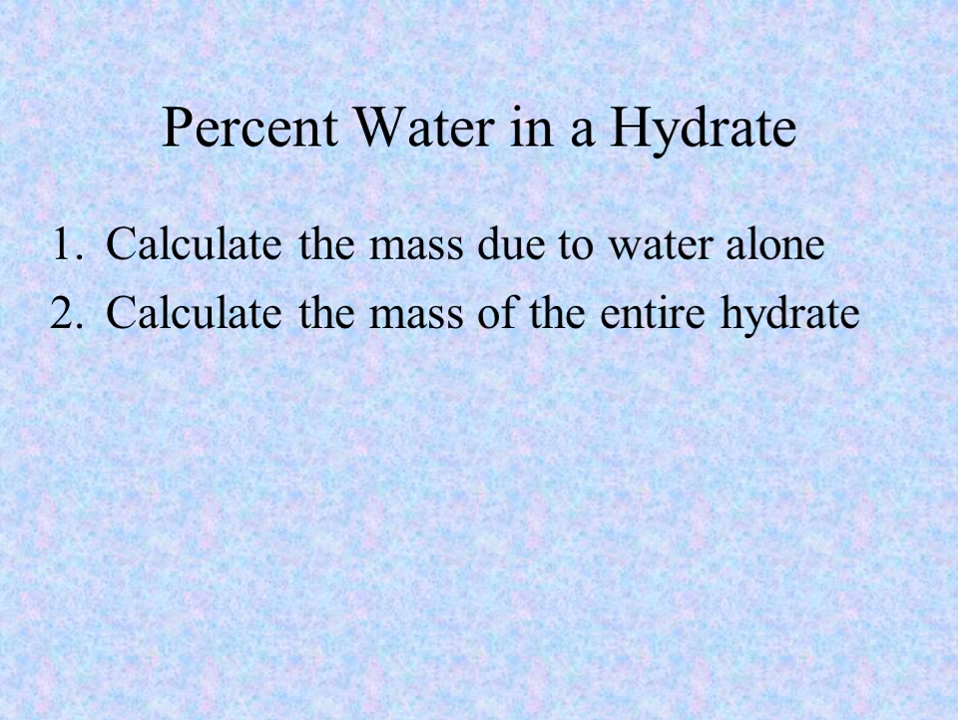 Percent Water in a Hydrate
1. Calculate the mass due to water alone
2. Calculate the mass of the entire hydrate